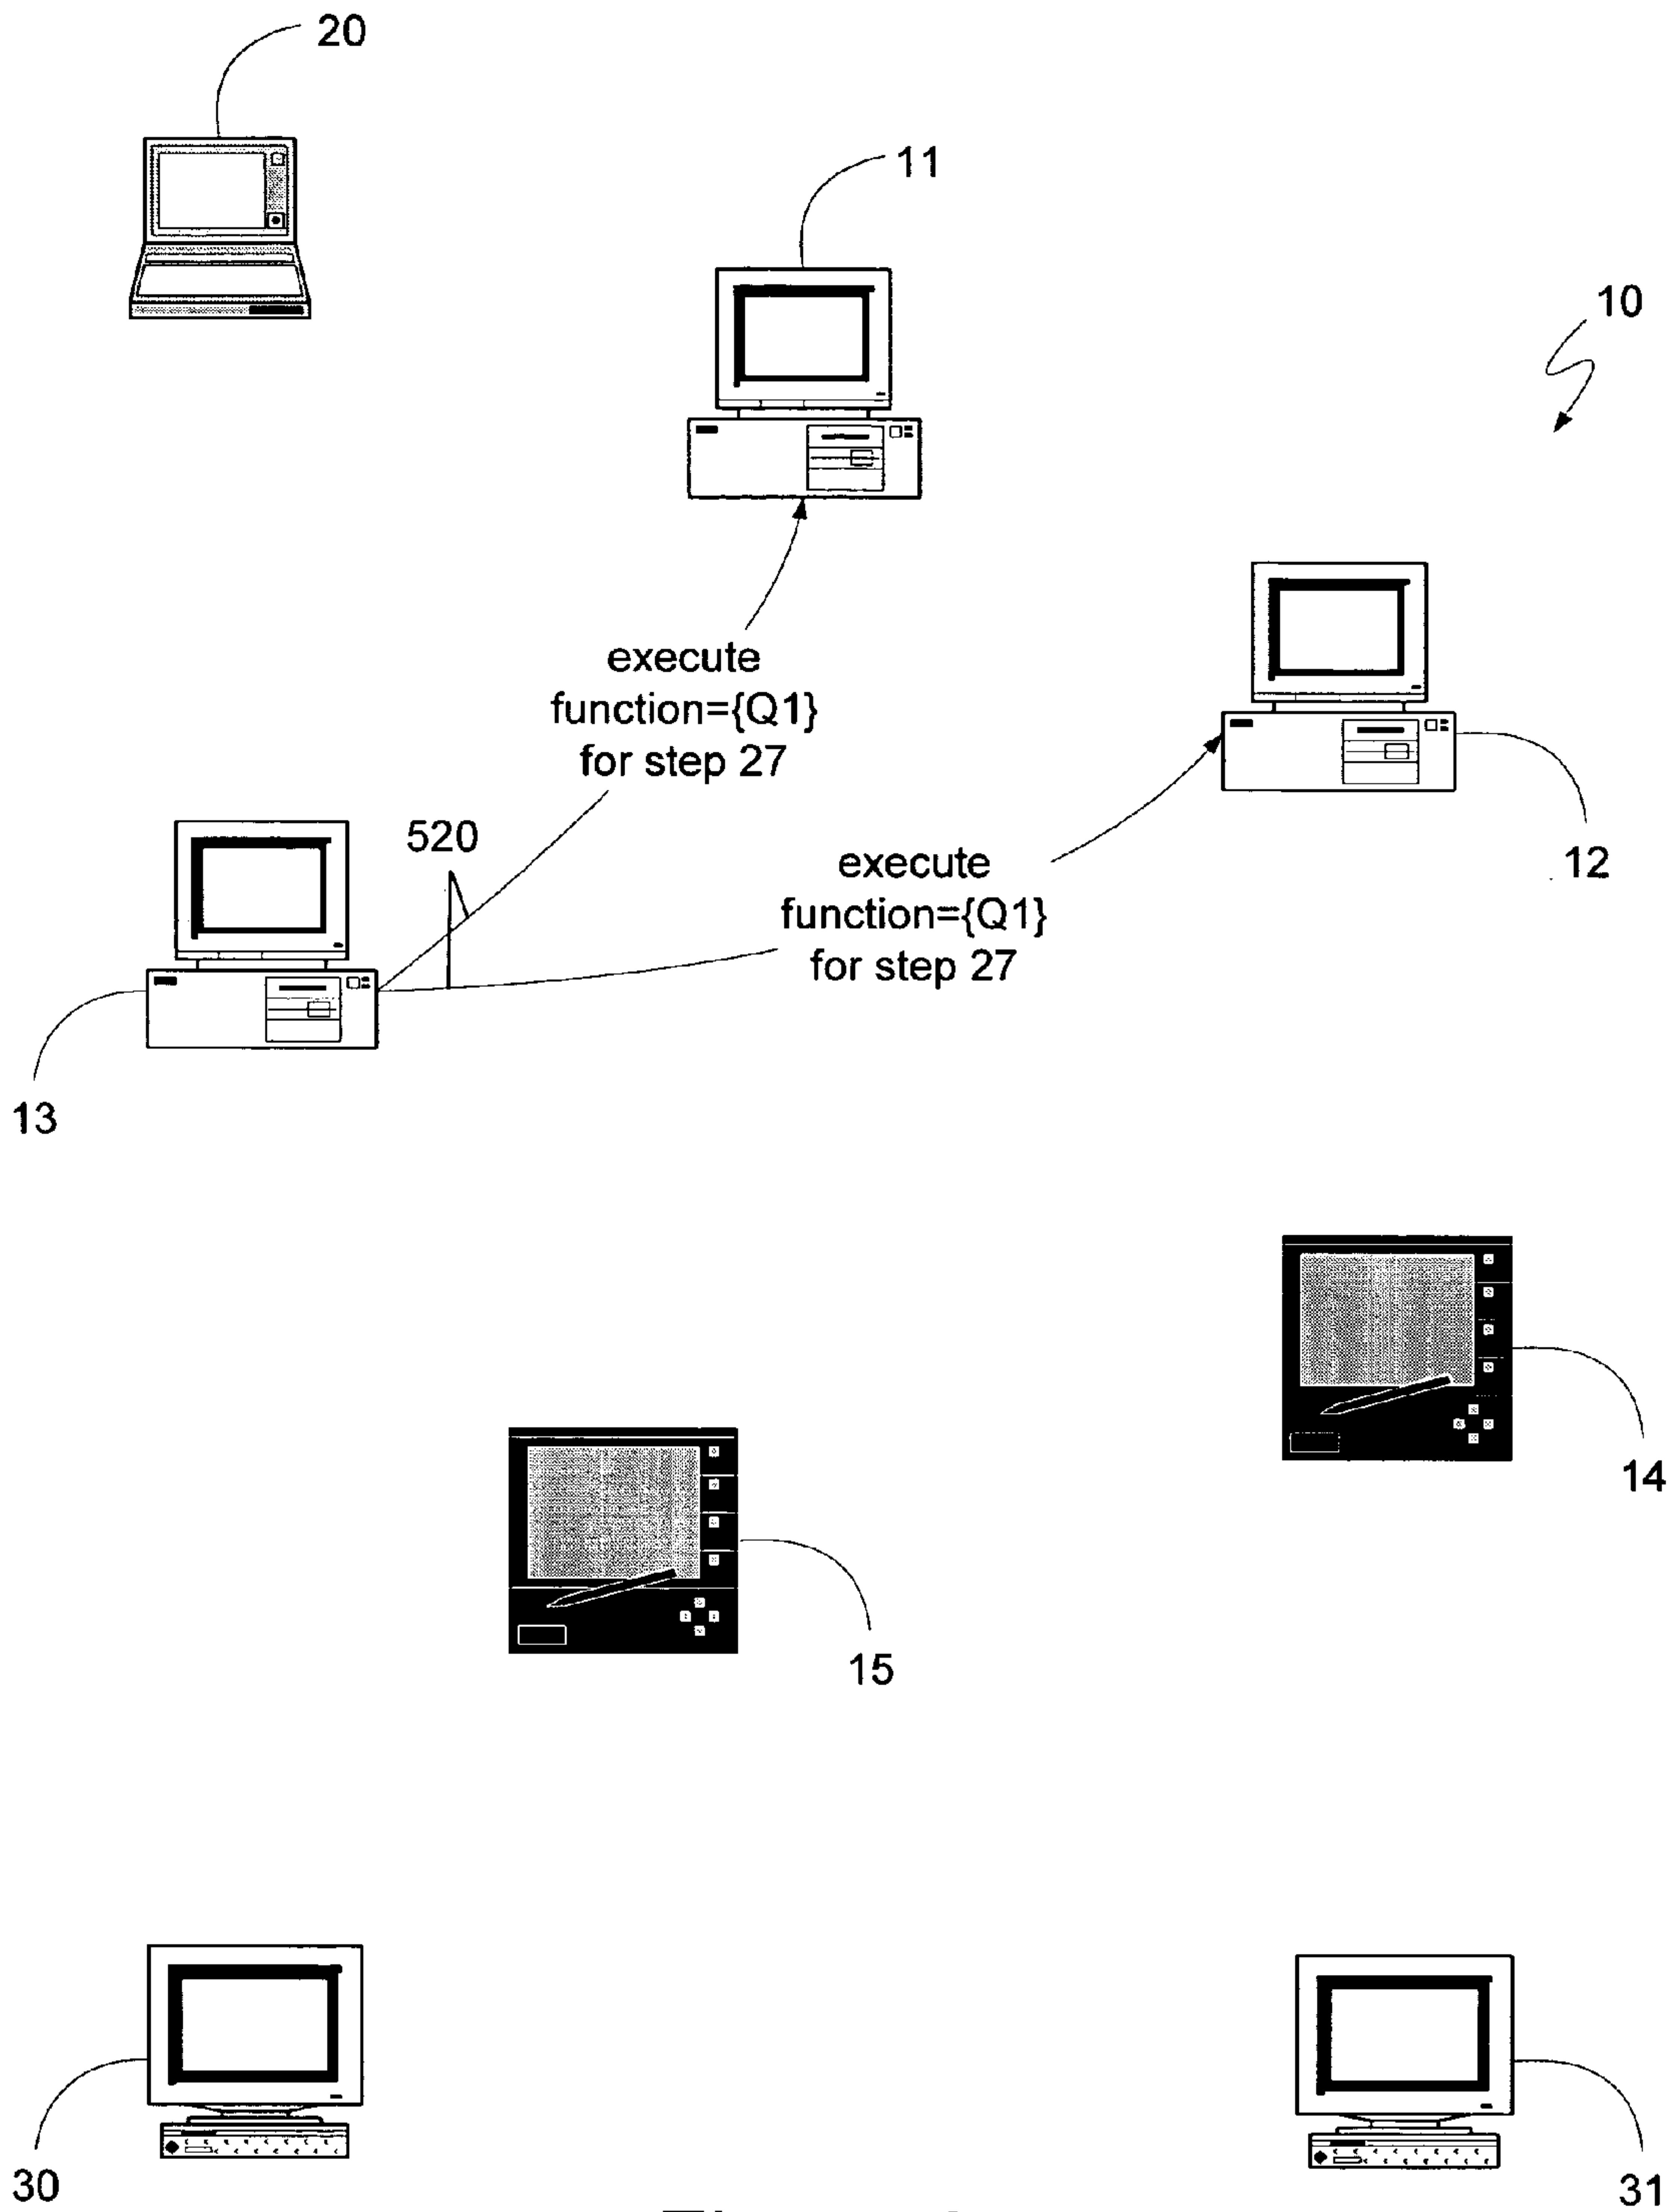 20
11
10
execute
function={Q1}
for step 27
12
520
execute
function={Q1}
for step 27
13
14
15
30
31